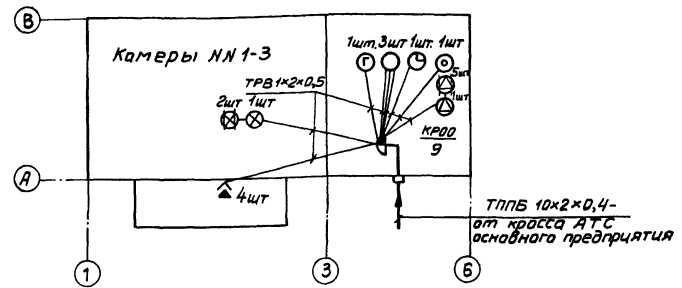 В
Камеры NN 1-3
1шт. 3шт 1шт. 1шт
Г
5шт
ТРВ 1×2×0,5
2шт 1шт
1шт
КРОО
9
А
4шт
ТППБ 10×2×0,4-
от кросса АТС
основного предприятия
1
3
6